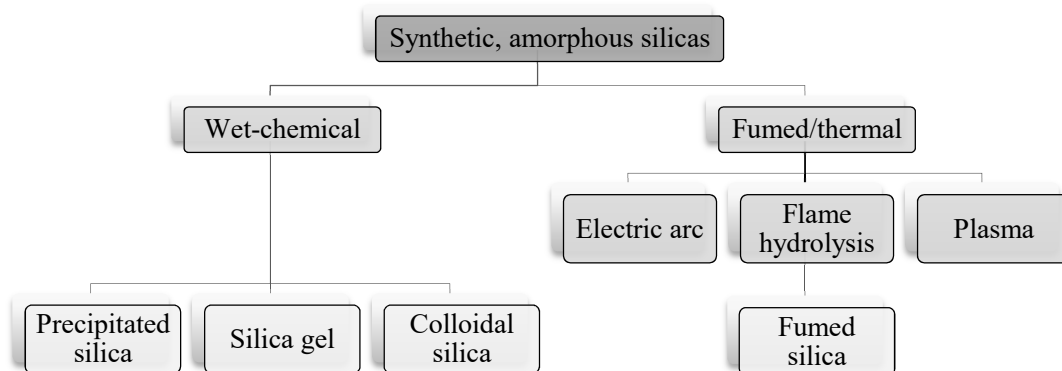 Synthetic, amorphous silicas
Wet-chemical
Fumed/thermal
Electric arc
Flame
hydrolysis
Plasma
Precipitated
silica
Silica gel
Colloidal
silica
Fumed
silica